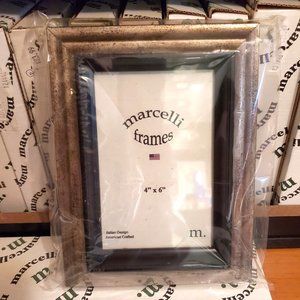 marcelli
frames
4" x 6"
Italian Design
American Crafted
m.
m.